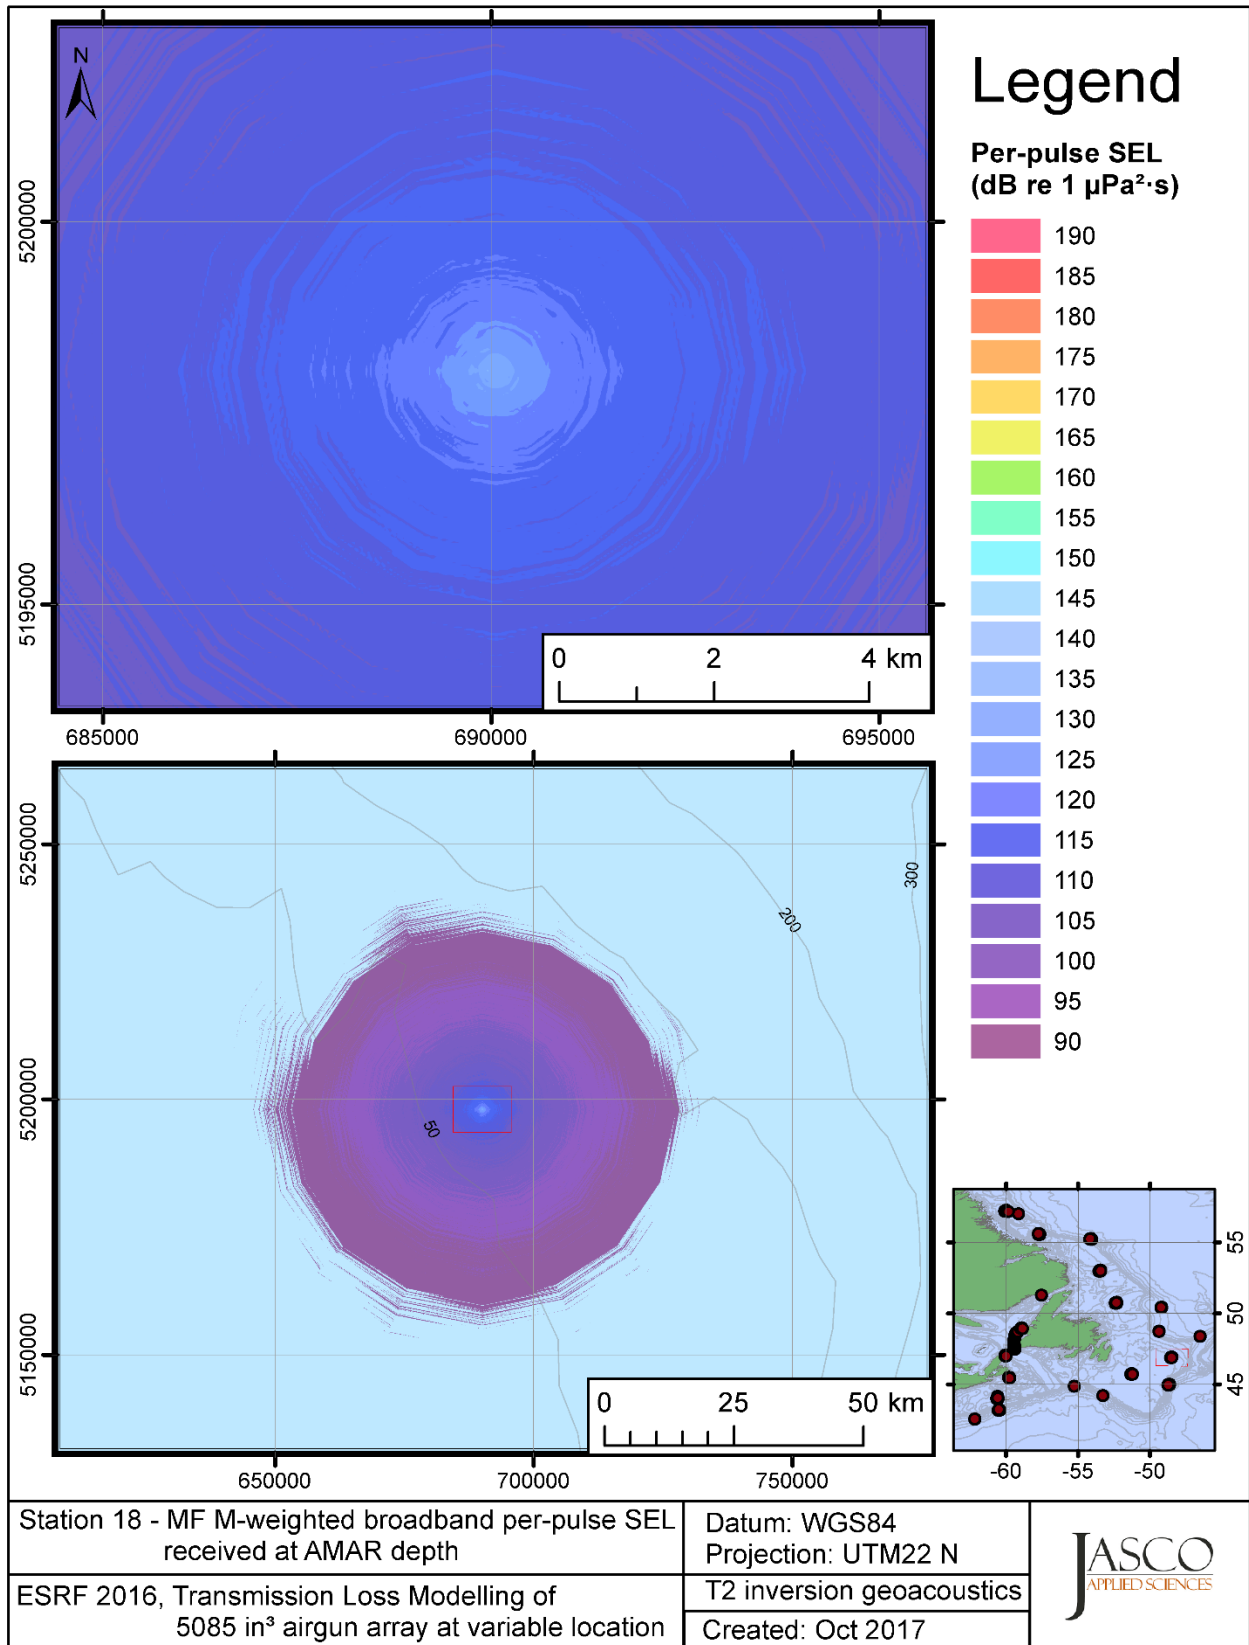 N
5200000
5195000
0 2 4 km
685000 690000 695000
5250000
5200000
5150000
300
200
50
0 25 50 km
650000 700000 750000
Legend
Per-pulse SEL
(dB re 1 µPa²·s)
190
185
180
175
170
165
160
155
150
145
140
135
130
125
120
115
110
105
100
95
90
55
50
45
-60 -55 -50
Station 18 - MF M-weighted broadband per-pulse SEL
received at AMAR depth
ESRF 2016, Transmission Loss Modelling of
5085 in³ airgun array at variable location
Datum: WGS84
Projection: UTM22 N
T2 inversion geoacoustics
Created: Oct 2017
JASCO
APPLIED SCIENCES